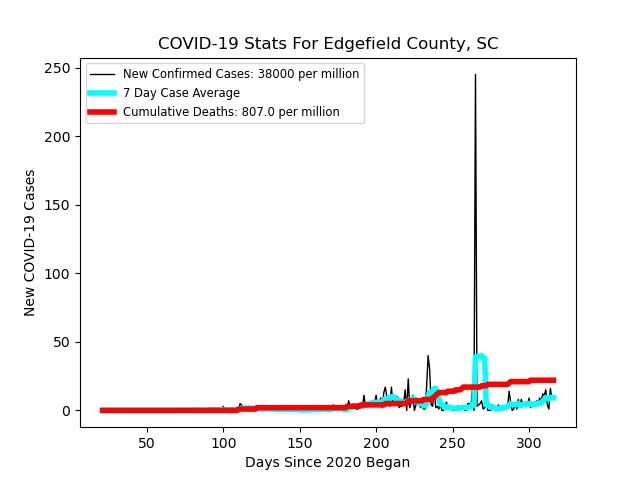 COVID-19 Stats For Edgefield County, SC
New Confirmed Cases: 38000 per million
7 Day Case Average
Cumulative Deaths: 807.0 per million
New COVID-19 Cases
250
200
150
100
50
0
50 100 150 200 250 300
Days Since 2020 Began